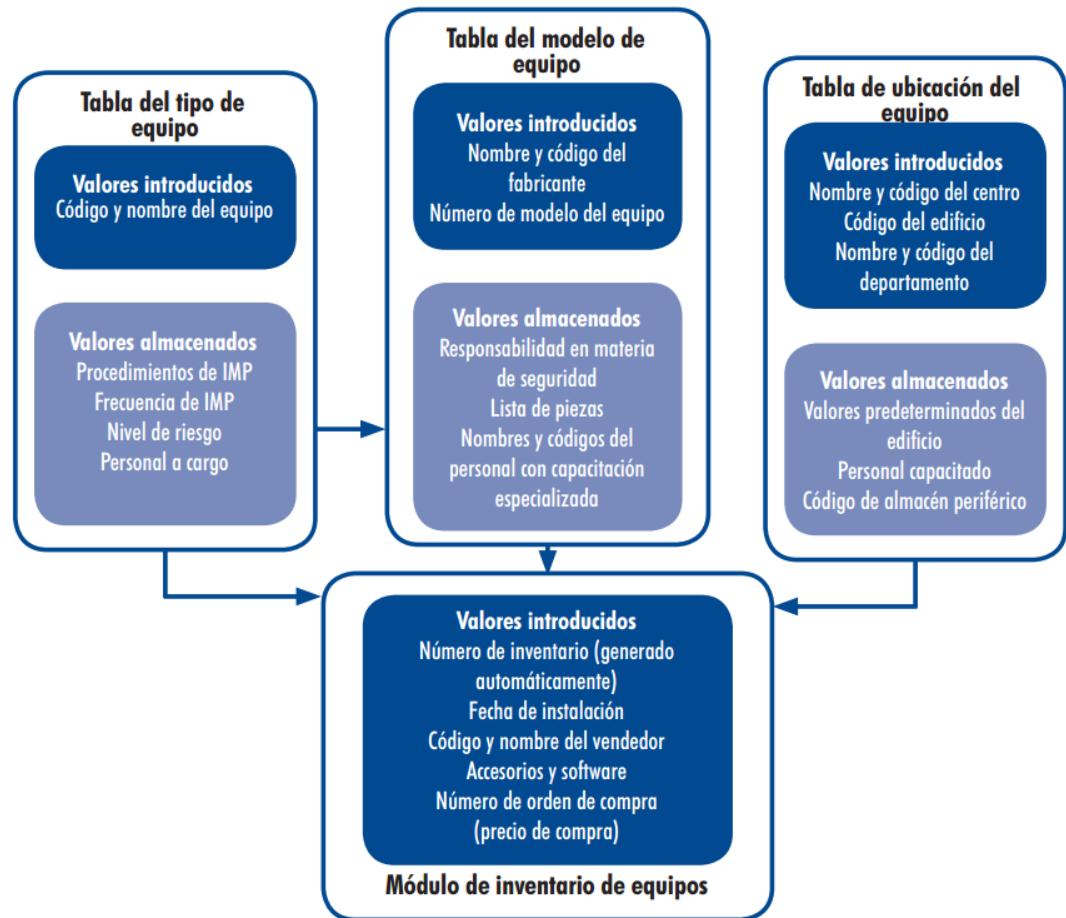 Tabla del tipo de
equipo
Valores introducidos
Código y nombre del equipo
Valores almacenados
Procedimientos de IMP
Frecuencia de IMP
Nivel de riesgo
Personal a cargo
Tabla del modelo de
equipo
Valores introducidos
Nombre y código del
fabricante
Número de modelo del equipo
Valores almacenados
Responsabilidad en materia
de seguridad
Lista de piezas
Nombres y códigos del
personal con capacitación
especializada
Tabla de ubicación del
equipo
Valores introducidos
Nombre y código del centro
Código del edificio
Nombre y código del
departamento
Valores almacenados
Valores predeterminados del
edificio
Personal capacitado
Código de almacén periférico
Valores introducidos
Número de inventario (generado
automáticamente)
Fecha de instalación
Código y nombre del vendedor
Accesorios y software
Número de orden de compra
(precio de compra)
Módulo de inventario de equipos